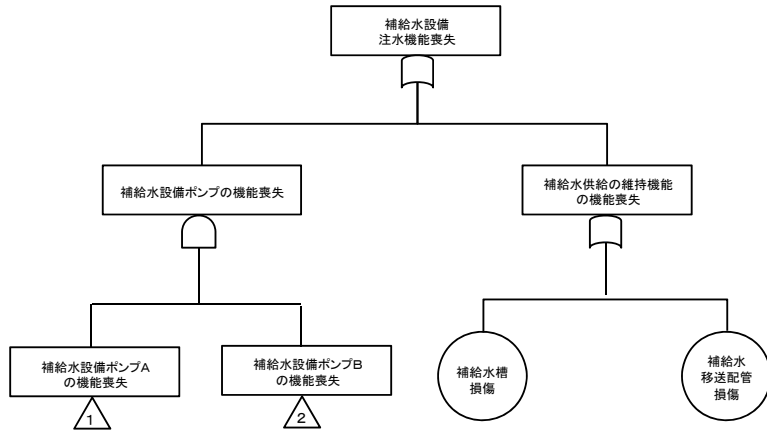 補給水設備
注水機能喪失
補給水設備ポンプの機能喪失
補給水供給の維持機能
の機能喪失
補給水設備ポンプA
の機能喪失
補給水設備ポンプB
の機能喪失
補給水槽
損傷
補給水
移送配管
損傷
1
2